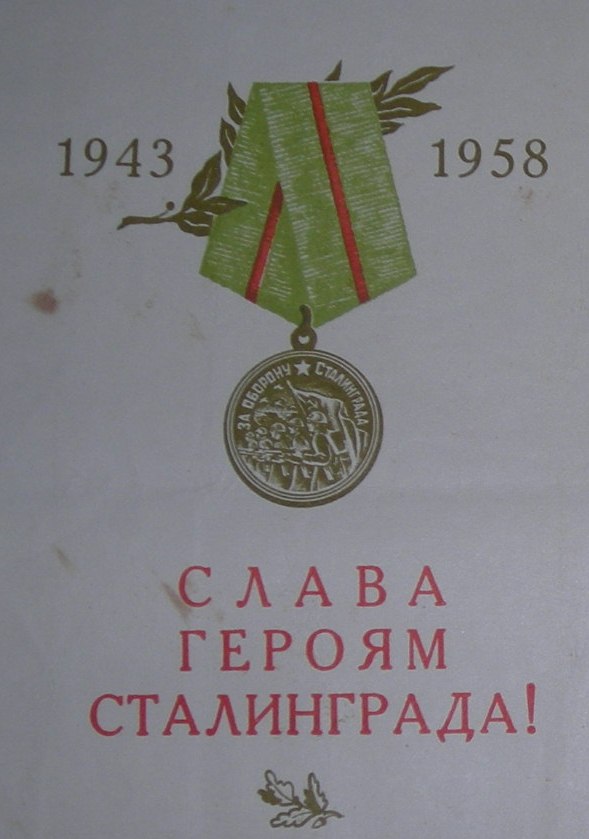 1943 1958
ЗА ОБОРОНУ ★ СТАЛИНГРАДА
СЛАВА
ГЕРОЯМ
СТАЛИНГРАДА!